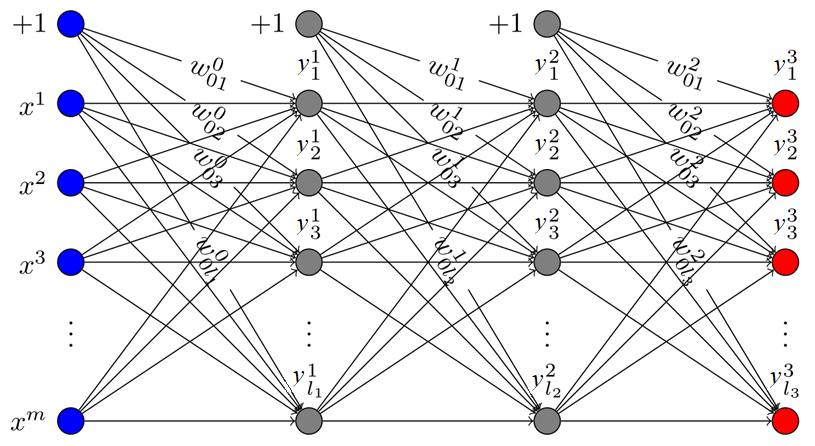 +1 +1 +1
w^0_{01} w^1_{01} w^2_{01}
y^1_1 y^2_1 y^3_1
x^1
w^0_{02} w^1_{02} w^2_{02}
y^1_2 y^2_2 y^3_2
w^0_{03} w^1_{03} w^2_{03}
x^2
y^1_3 y^2_3 y^3_3
x^3
w^0_{0l_1} w^1_{0l_2} w^2_{0l_3}
⋮ ⋮ ⋮ ⋮
y^1_{l_1} y^2_{l_2} y^3_{l_3}
x^m